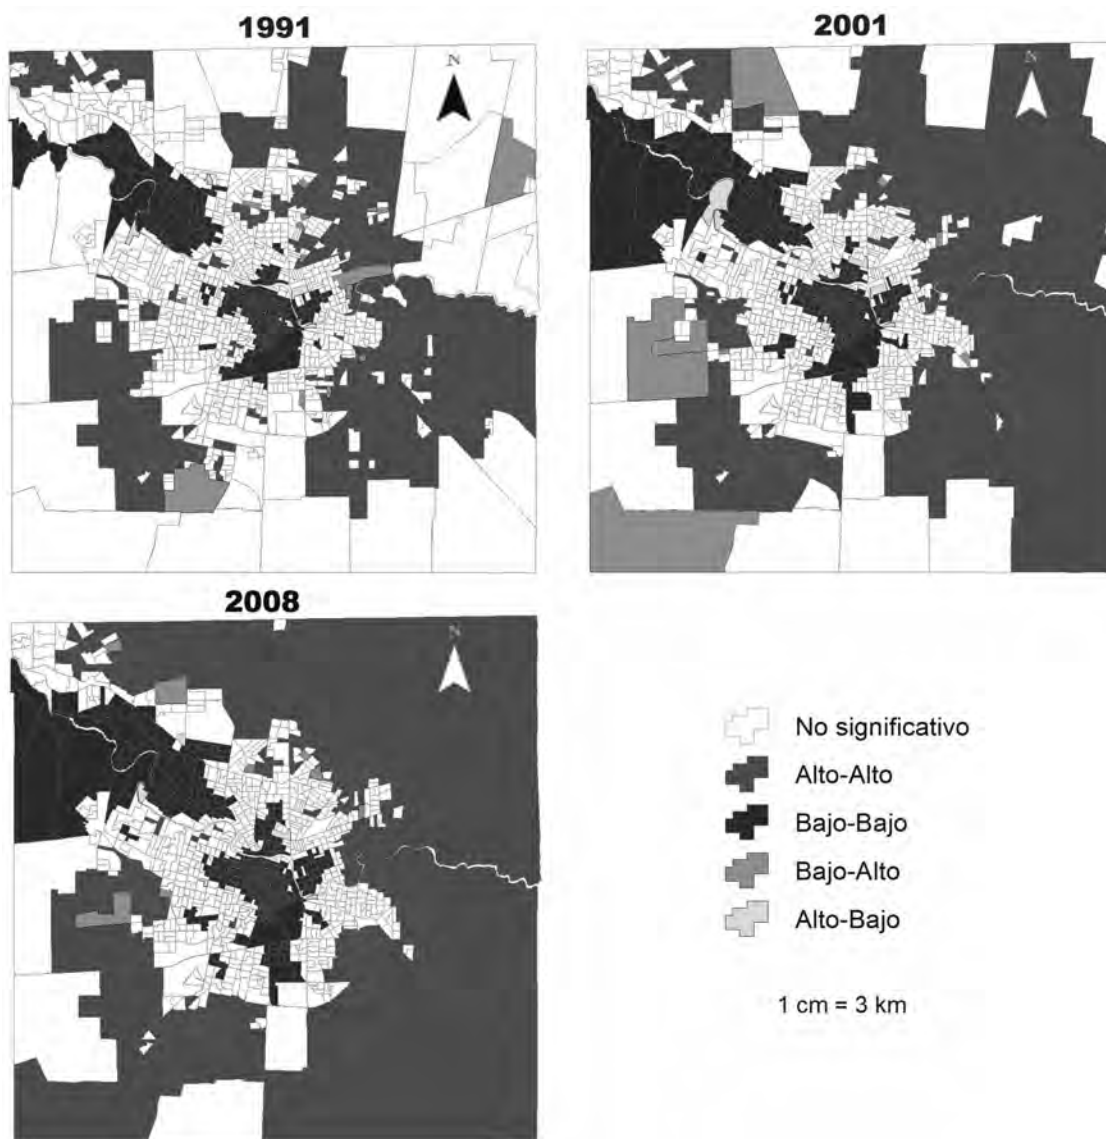 1991
2001
N
N
2008
N
No significativo
Alto-Alto
Bajo-Bajo
Bajo-Alto
Alto-Bajo
1 cm = 3 km